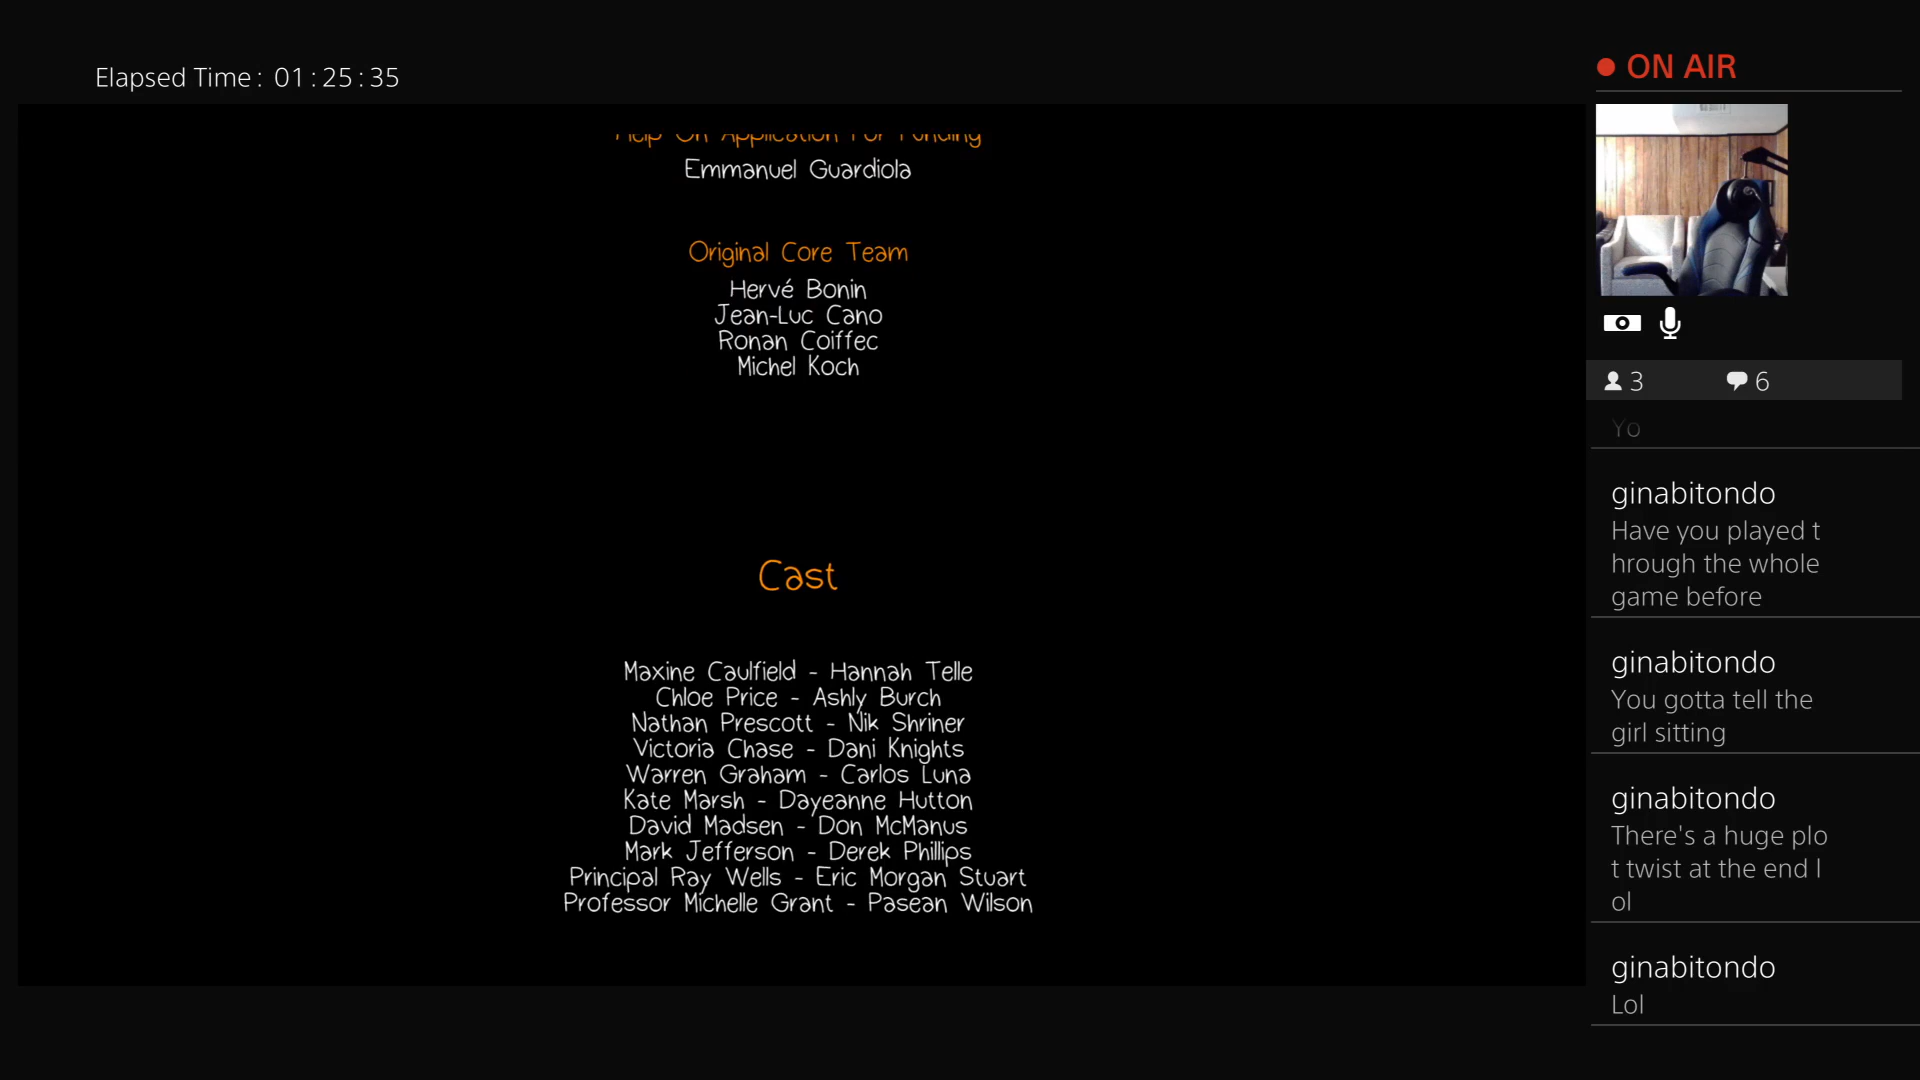 Elapsed Time: 01:25:35
ON AIR
Help On Application For Funding
Emmanuel Guardiola
Original Core Team
Hervé Bonin
Jean-Luc Cano
Ronan Coiffec
Michel Koch
Cast
Maxine Caulfield - Hannah Telle
Chloe Price - Ashly Burch
Nathan Prescott - Nik Shriner
Victoria Chase - Dani Knights
Warren Graham - Carlos Luna
Kate Marsh - Dayeanne Hutton
David Madsen - Don McManus
Mark Jefferson - Derek Phillips
Principal Ray Wells - Eric Morgan Stuart
Professor Michelle Grant - Pasean Wilson
3
6
Yo
ginabitondo
Have you played t
hrough the whole
game before
ginabitondo
You gotta tell the
girl sitting
ginabitondo
There's a huge plo
t twist at the end l
ol
ginabitondo
Lol